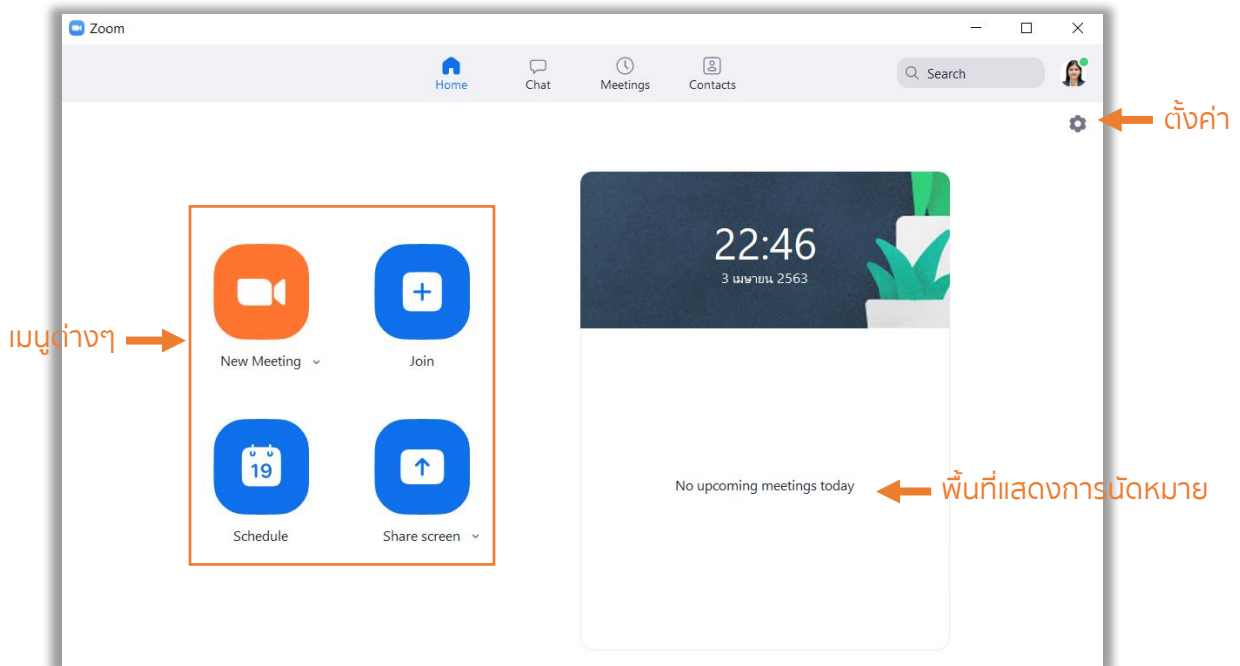 Zoom
Home
Chat
Meetings
Contacts
Search
ตั้งค่า
22:46
3 เมษายน 2563
เมนูต่างๆ
New Meeting
Join
19
No upcoming meetings today
พื้นที่แสดงการนัดหมาย
Schedule
Share screen